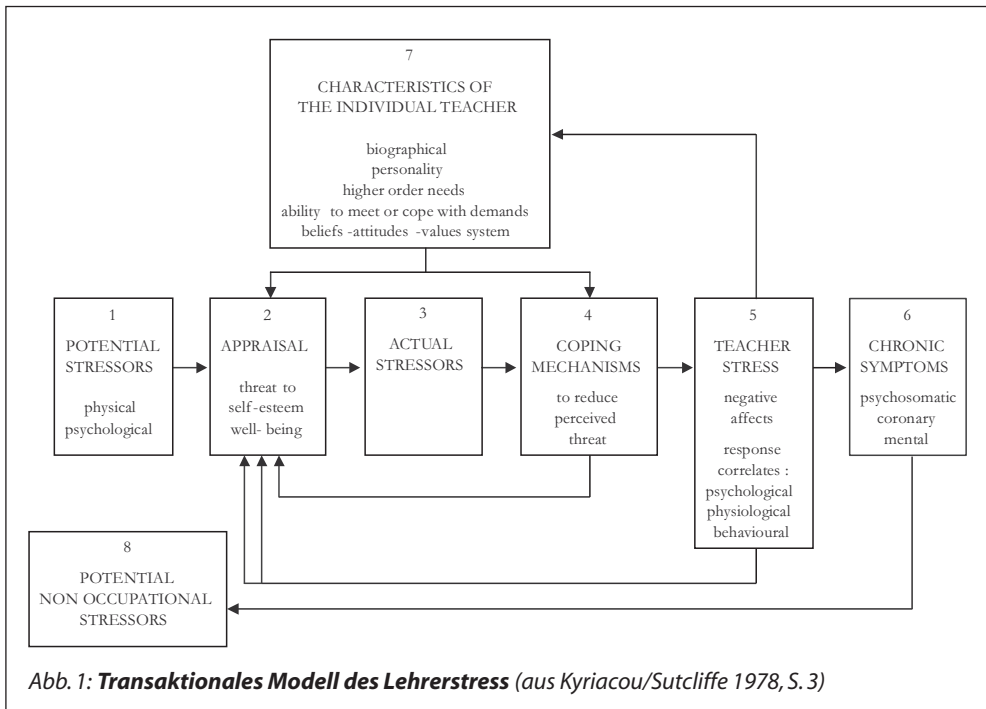 7
CHARACTERISTICS OF
THE INDIVIDUAL TEACHER
biographical
personality
higher order needs
ability to meet or cope with demands
beliefs -attitudes -values system
1
POTENTIAL
STRESSORS
physical
psychological
2
APPRAISAL
threat to
self-esteem
well- being
3
ACTUAL
STRESSORS
4
COPING
MECHANISMS
to reduce
perceived
threat
5
TEACHER
STRESS
negative
affects
response
correlates :
psychological
physiological
behavioural
6
CHRONIC
SYMPTOMS
psychosomatic
coronary
mental
8
POTENTIAL
NON OCCUPATIONAL
STRESSORS
Abb. 1: Transaktionales Modell des Lehrerstress (aus Kyriacou/Sutcliffe 1978, S. 3)